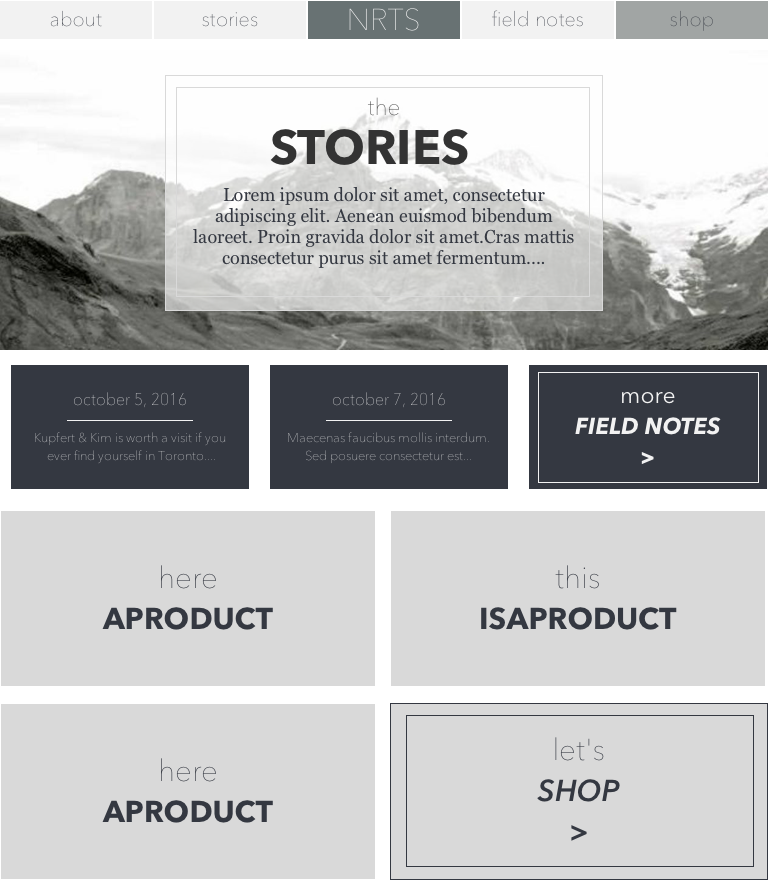 about
stories
NRTS
field notes
shop
the
STORIES
Lorem ipsum dolor sit amet, consectetur
adipiscing elit. Aenean euismod bibendum
laoreet. Proin gravida dolor sit amet.Cras mattis
consectetur purus sit amet fermentum....
october 5, 2016
Kupfert & Kim is worth a visit if you
ever find yourself in Toronto....
october 7, 2016
Maecenas faucibus mollis interdum.
Sed posuere consectetur est...
more
FIELD NOTES
>
here
APRODUCT
this
ISAPRODUCT
here
APRODUCT
let's
SHOP
>